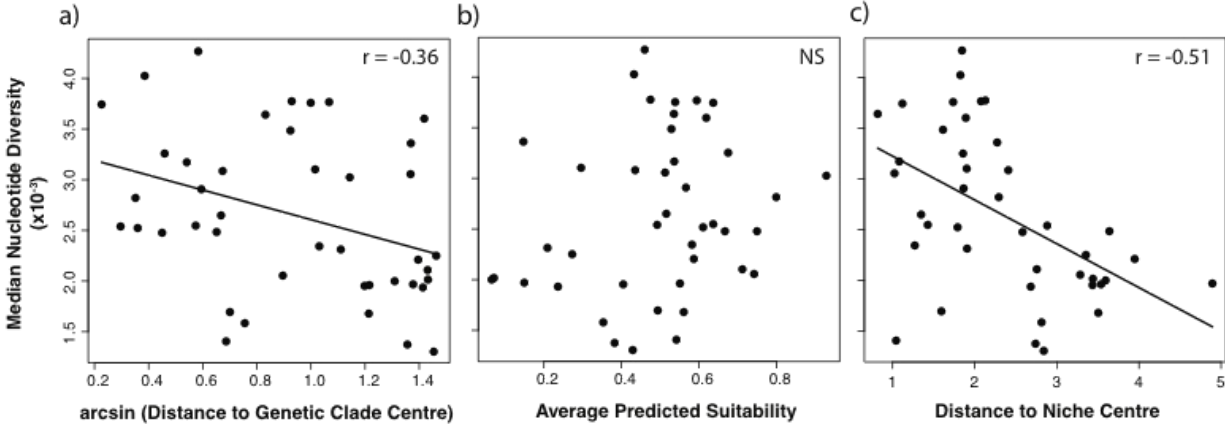 a)
b)
c)
r = -0.36
NS
r = -0.51
Median Nucleotide Diversity
(x10⁻³)
4.0
3.5
3.0
2.5
2.0
1.5
0.2 0.4 0.6 0.8 1.0 1.2 1.4
0.2 0.4 0.6 0.8
1 2 3 4 5
arcsin (Distance to Genetic Clade Centre)
Average Predicted Suitability
Distance to Niche Centre